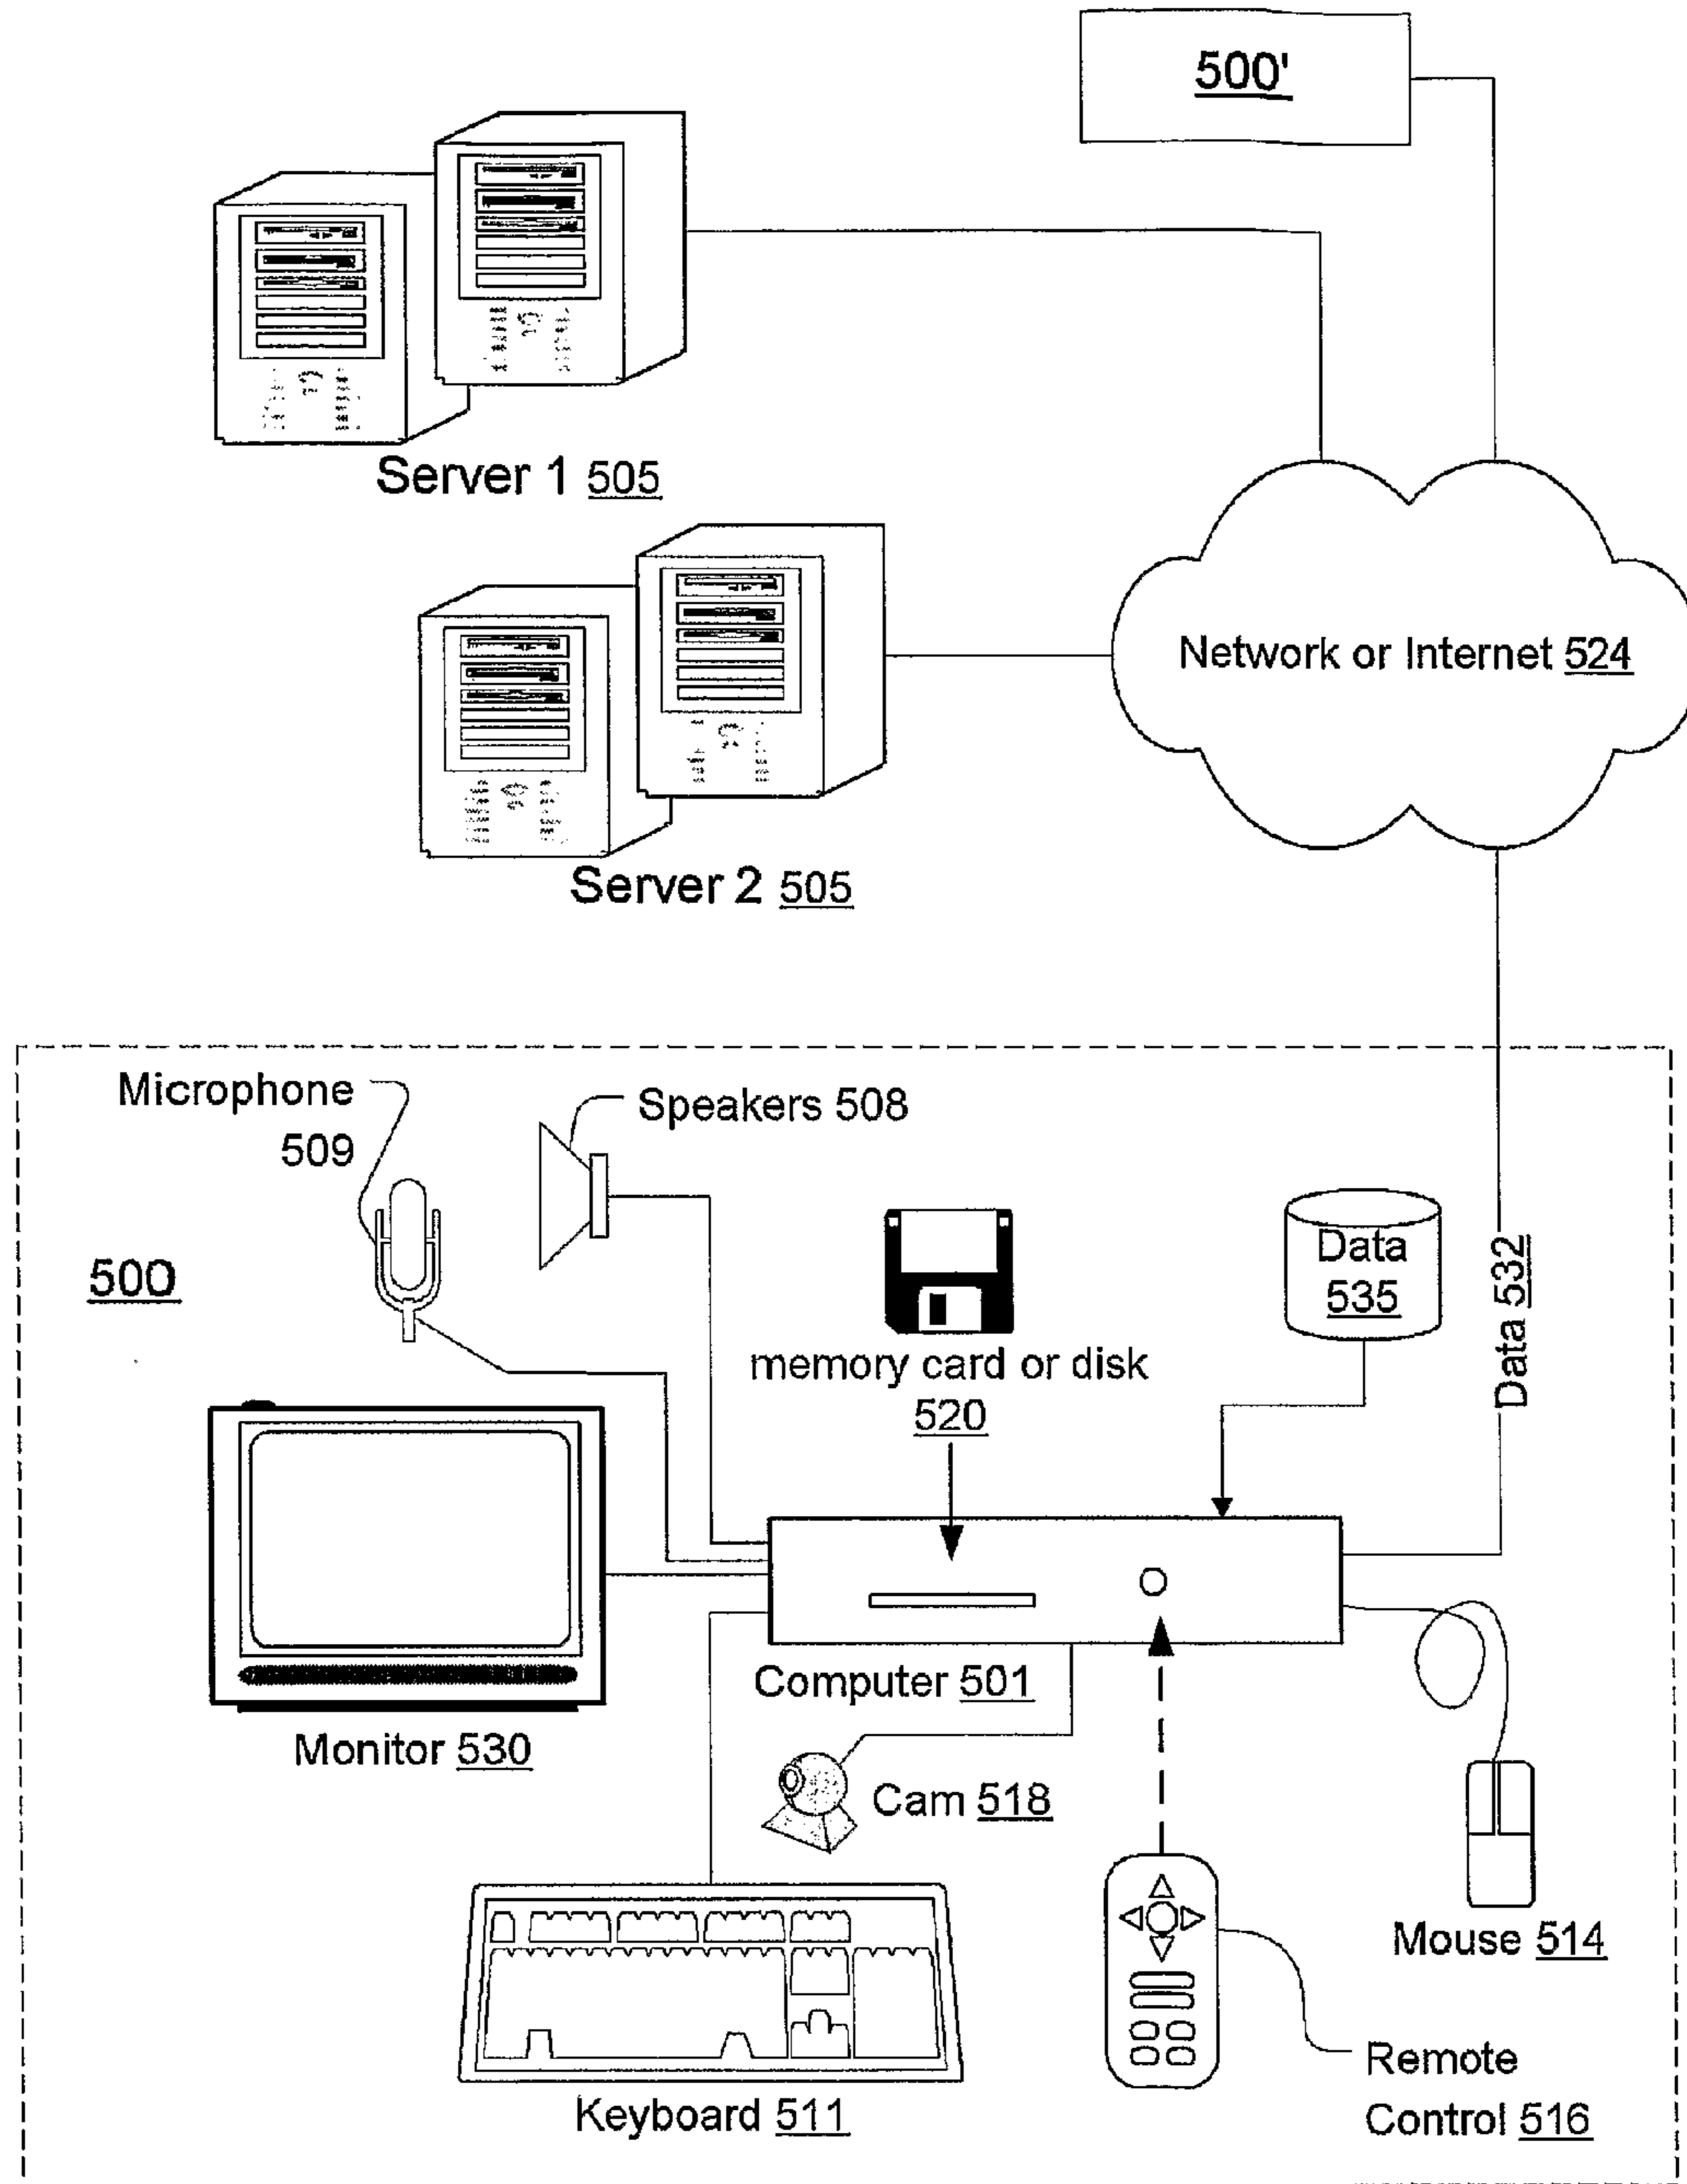 500'
Server 1 505
Network or Internet 524
Server 2 505
Microphone
509
Speakers 508
500
Data
535
Data 532
memory card or disk
520
Computer 501
Monitor 530
Cam 518
Mouse 514
Keyboard 511
Remote
Control 516